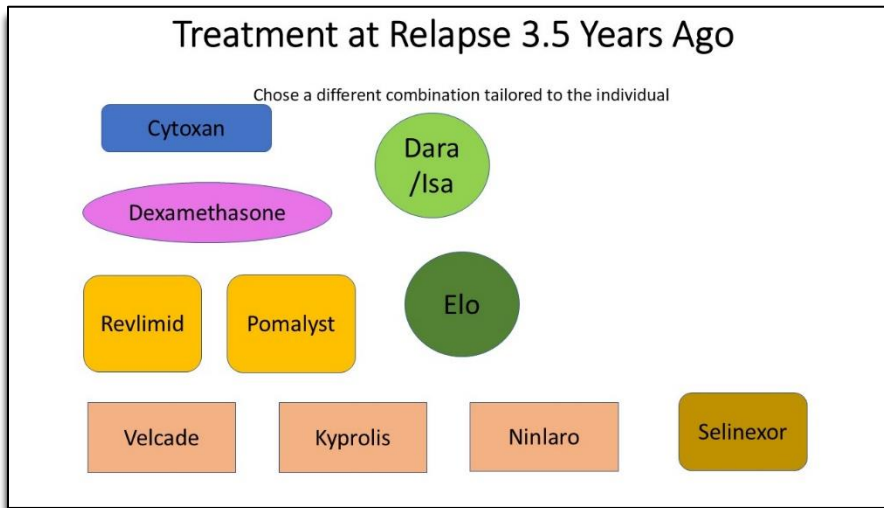 Treatment at Relapse 3.5 Years Ago
Chose a different combination tailored to the individual
Cytoxan
Dara
/Isa
Dexamethasone
Elo
Revlimid
Pomalyst
Velcade
Kyprolis
Ninlaro
Selinexor